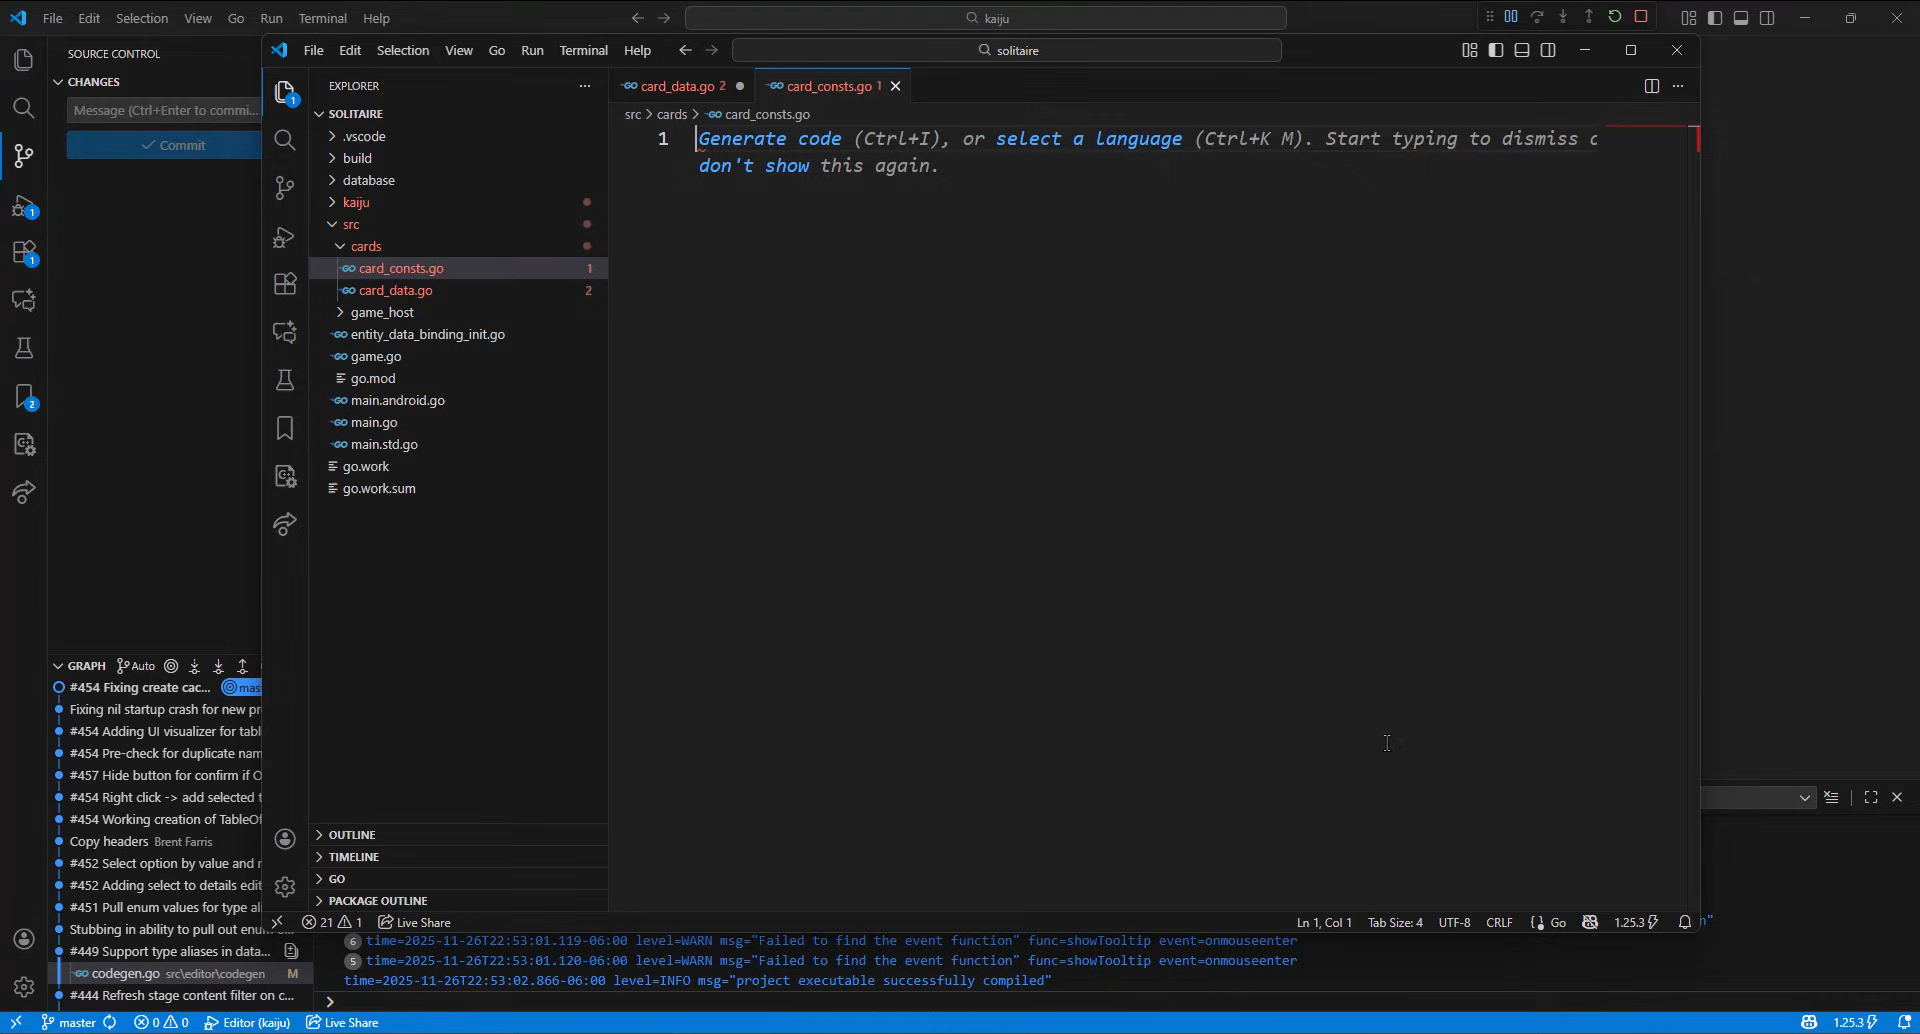 File Edit Selection View Go Run Terminal Help
kaiju
SOURCE CONTROL
CHANGES
Message (Ctrl+Enter to commi...
Commit
1
1
2
GRAPH
Auto
#454 Fixing create cac...
Fixing nil startup crash for new pr
#454 Adding UI visualizer for tabl
#454 Pre-check for duplicate nam
#457 Hide button for confirm if O
#454 Right click -> add selected t
#454 Working creation of TableOf
Copy headers Brent Farris
#452 Select option by value and r
#452 Adding select to details edit
#451 Pull enum values for type ali
#449 Support type aliases in data...
codegen.go src\editor\codegen M
#444 Refresh stage content filter on c...
File Edit Selection View Go Run Terminal Help
solitaire
1
EXPLORER
SOLITAIRE
.vscode
build
database
kaiju
src
cards
card_consts.go 1
card_data.go 2
game_host
entity_data_binding_init.go
game.go
go.mod
main.android.go
main.go
main.std.go
go.work
go.work.sum
OUTLINE
TIMELINE
GO
PACKAGE OUTLINE
card_data.go 2
card_consts.go 1
src > cards > card_consts.go
1 Generate code (Ctrl+I), or select a language (Ctrl+K M). Start typing to dismiss
don't show this again.
21 1 Live Share
Ln 1, Col 1 Tab Size: 4 UTF-8 CRLF {} Go 1.25.3
6 time=2025-11-26T22:53:01.119-06:00 level=WARN msg="Failed to find the event function" func=showTooltip event=onmouseenter
5 time=2025-11-26T22:53:01.120-06:00 level=WARN msg="Failed to find the event function" func=showTooltip event=onmouseenter
time=2025-11-26T22:53:02.866-06:00 level=INFO msg="project executable successfully compiled"
>
master 0 0 Editor (kaiju) Live Share
1.25.3